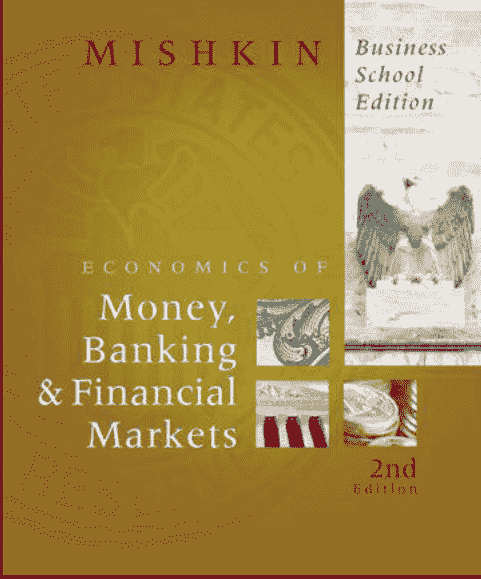 MISHKIN
Business
School
Edition
ECONOMICS OF
Money,
Banking
& Financial
Markets
2nd
Edition